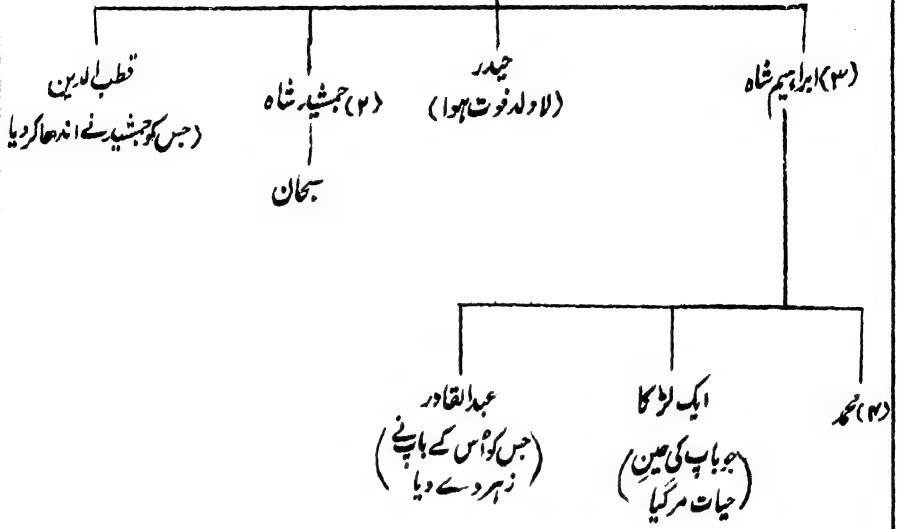 (۳) ابراہیم شاہ
حیدر
(لاولد فوت ہوا)
(۲) جمشید شاہ
سبحان
قطب الدین
(جس کو جمشید نے اندھا کر دیا
(۴) محمد
ایک لڑکا
(جو باپ کی حین
حیات مر گیا)
عبدالقادر
(جس کو اُس کے باپ نے
زہر دے دیا)